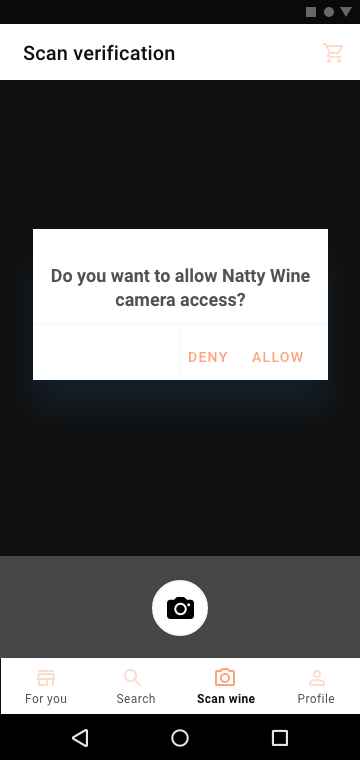 Scan verification
Do you want to allow Natty Wine
camera access?
DENY ALLOW
For you Search Scan wine Profile